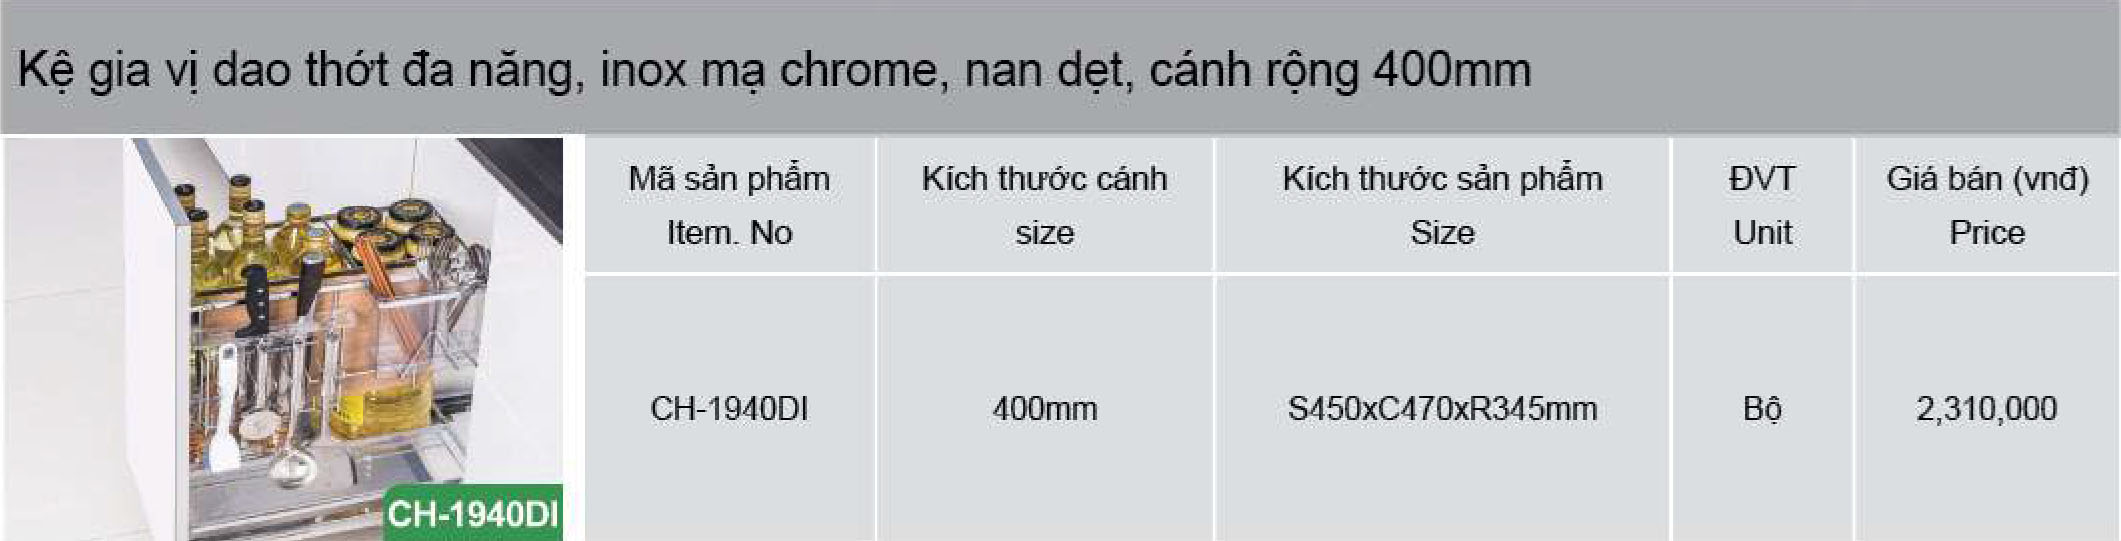 Kệ gia vị dao thớt đa năng, inox mạ chrome, nan dẹt, cánh rộng 400mm
Mã sản phẩm
Item. No
Kích thước cánh
size
Kích thước sản phẩm
Size
ĐVT
Unit
Giá bán (vnđ)
Price
CH-1940DI
400mm
S450xC470xR345mm
Bộ
2,310,000
CH-1940DI